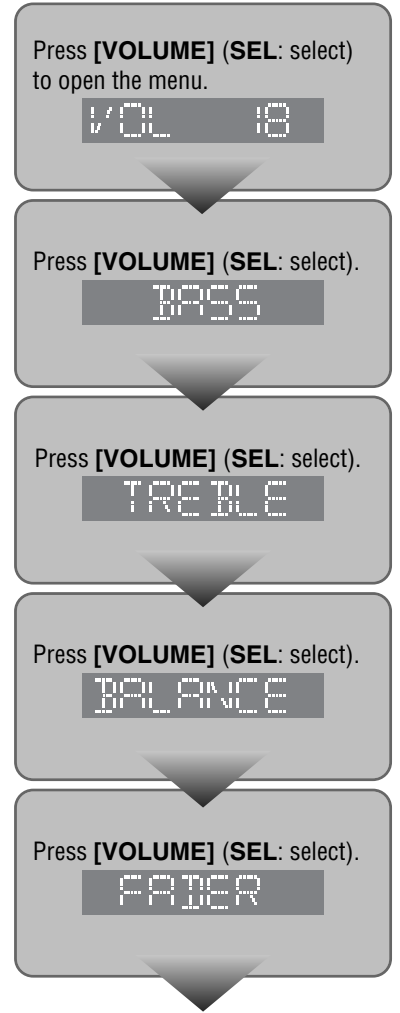 Press [VOLUME] (SEL: select)
to open the menu.
VOL 18
Press [VOLUME] (SEL: select).
BASS
Press [VOLUME] (SEL: select).
TREBLE
Press [VOLUME] (SEL: select).
BALANCE
Press [VOLUME] (SEL: select).
FADER